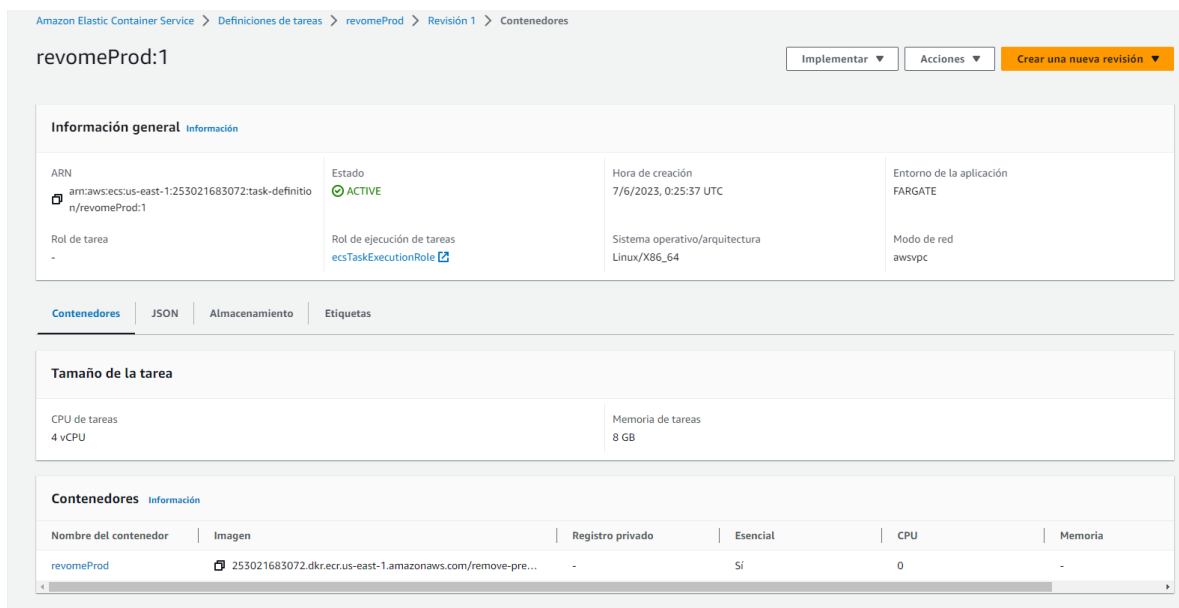 Amazon Elastic Container Service > Definiciones de tareas > revomeProd > Revisión 1 > Contenedores
revomeProd:1
Implementar ▼ Acciones ▼ Crear una nueva revisión ▼
Información general Información
ARN
arn:aws:ecs:us-east-1:253021683072:task-definitio
n/revomeProd:1
Estado
ACTIVE
Hora de creación
7/6/2023, 0:25:37 UTC
Entorno de la aplicación
FARGATE
Rol de tarea
-
Rol de ejecución de tareas
ecsTaskExecutionRole
Sistema operativo/arquitectura
Linux/X86_64
Modo de red
awsvpc
Contenedores JSON Almacenamiento Etiquetas
Tamaño de la tarea
CPU de tareas
4 vCPU
Memoria de tareas
8 GB
Contenedores Información
Nombre del contenedor Imagen Registro privado Esencial CPU Memoria
revomeProd 253021683072.dkr.ecr.us-east-1.amazonaws.com/remove-pre... - Sí 0 -